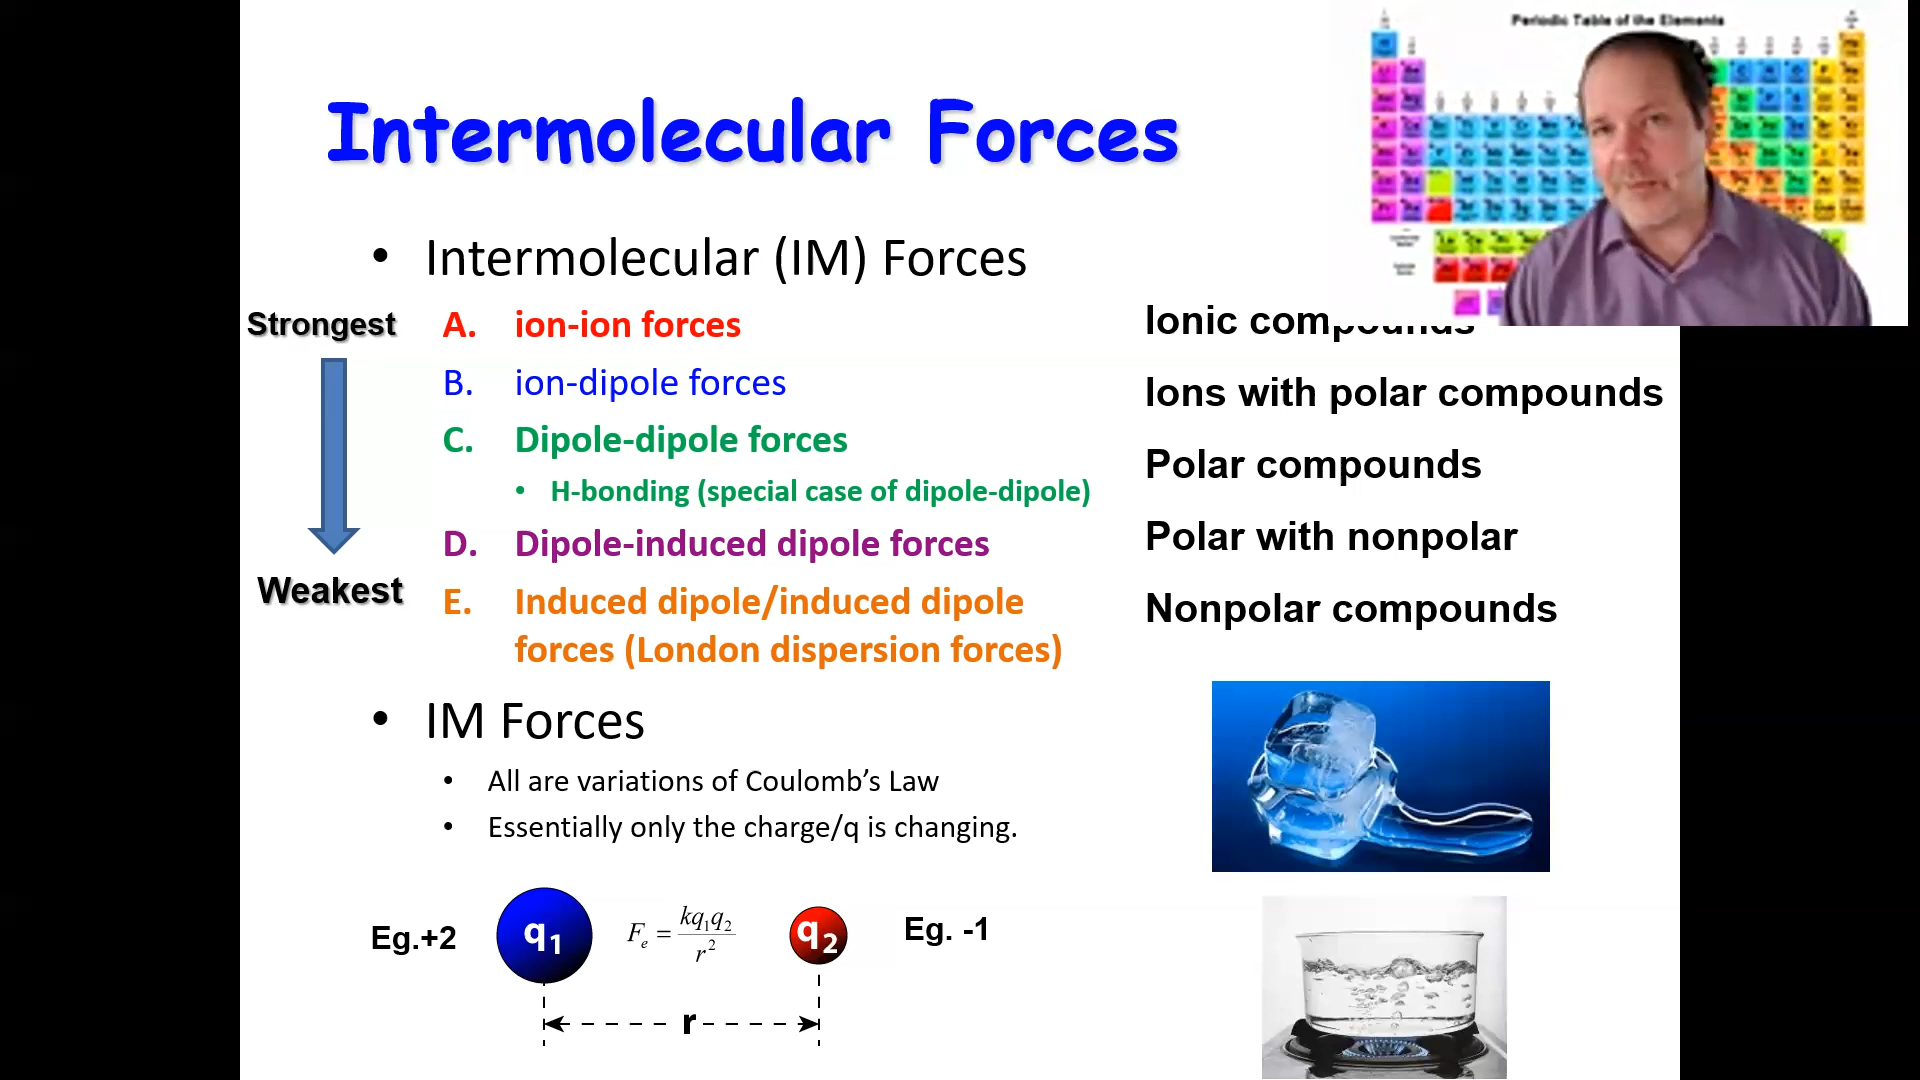 Periodic Table of the Elements
Intermolecular Forces
• Intermolecular (IM) Forces
Strongest
A. ion-ion forces
Ionic compounds
B. ion-dipole forces
Ions with polar compounds
C. Dipole-dipole forces
Polar compounds
• H-bonding (special case of dipole-dipole)
D. Dipole-induced dipole forces
Polar with nonpolar
Weakest
E. Induced dipole/induced dipole
forces (London dispersion forces)
Nonpolar compounds
• IM Forces
• All are variations of Coulomb’s Law
• Essentially only the charge/q is changing.
Eg.+2
q₁
Fₑ = kq₁q₂ / r²
q₂
Eg. -1
r